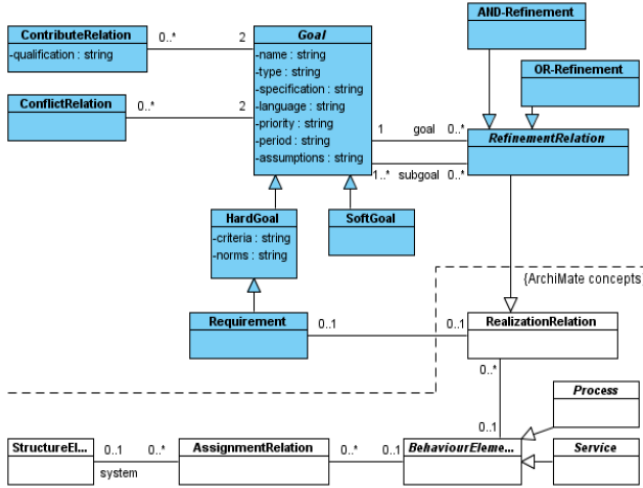 AND-Refinement
ContributeRelation
-qualification : string
0..*
2
Goal
-name : string
-type : string
-specification : string
-language : string
-priority : string
-period : string
-assumptions : string
OR-Refinement
ConflictRelation
0..*
2
1
goal
0..*
RefinementRelation
1..*
subgoal
0..*
HardGoal
-criteria : string
-norms : string
SoftGoal
{ArchiMate concepts}
Requirement
0..1
0..1
RealizationRelation
0..*
Process
0..1
StructureEl...
0..1
0..*
AssignmentRelation
0..*
0..*
BehaviourEleme...
Service
system